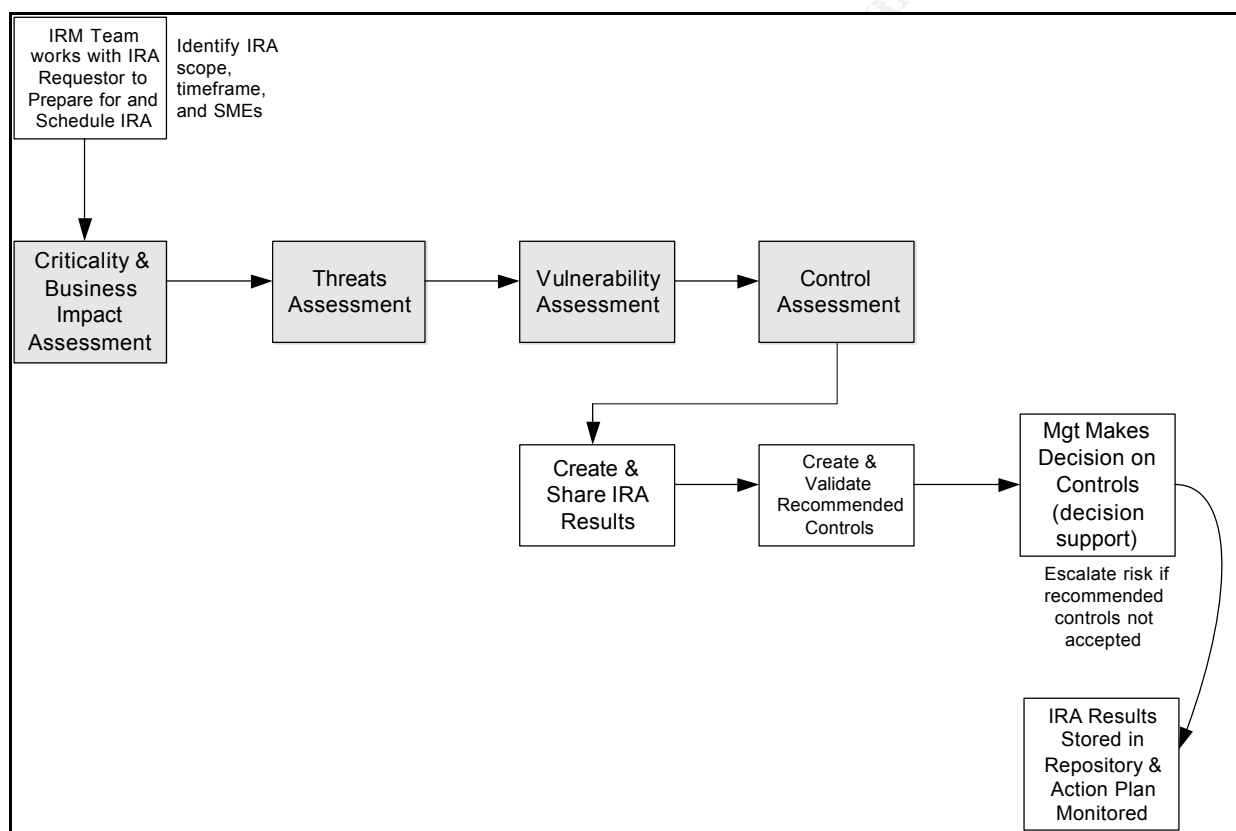 IRM Team
works with IRA
Requestor to
Prepare for and
Schedule IRA
Identify IRA
scope,
timeframe,
and SMEs
Criticality &
Business
Impact
Assessment
Threats
Assessment
Vulnerability
Assessment
Control
Assessment
Create &
Share IRA
Results
Create &
Validate
Recommended
Controls
Mgt Makes
Decision on
Controls
(decision
support)
Escalate risk if
recommended
controls not
accepted
IRA Results
Stored in
Repository &
Action Plan
Monitored